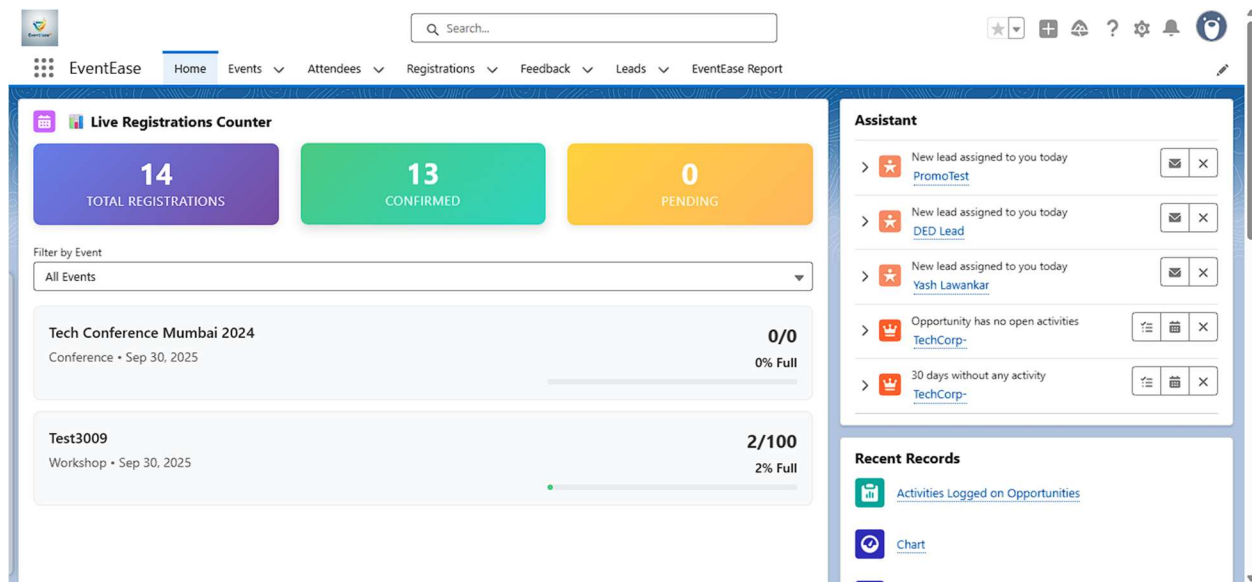 EventEase
Search...
EventEase
Home
Events
Attendees
Registrations
Feedback
Leads
EventEase Report
Live Registrations Counter
14
TOTAL REGISTRATIONS
13
CONFIRMED
0
PENDING
Filter by Event
All Events
Tech Conference Mumbai 2024
Conference • Sep 30, 2025
0/0
0% Full
Test3009
Workshop • Sep 30, 2025
2/100
2% Full
Assistant
New lead assigned to you today
PromoTest
New lead assigned to you today
DED Lead
New lead assigned to you today
Yash Lawankar
Opportunity has no open activities
TechCorp-
30 days without any activity
TechCorp-
Recent Records
Activities Logged on Opportunities
Chart